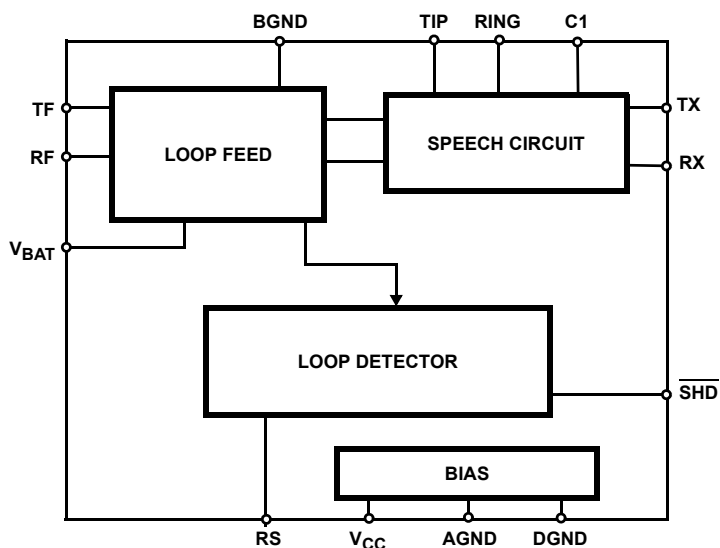 BGND TIP RING C1
TF
LOOP FEED
SPEECH CIRCUIT
TX
RF
RX
VBAT
LOOP DETECTOR
SHD
BIAS
RS VCC AGND DGND